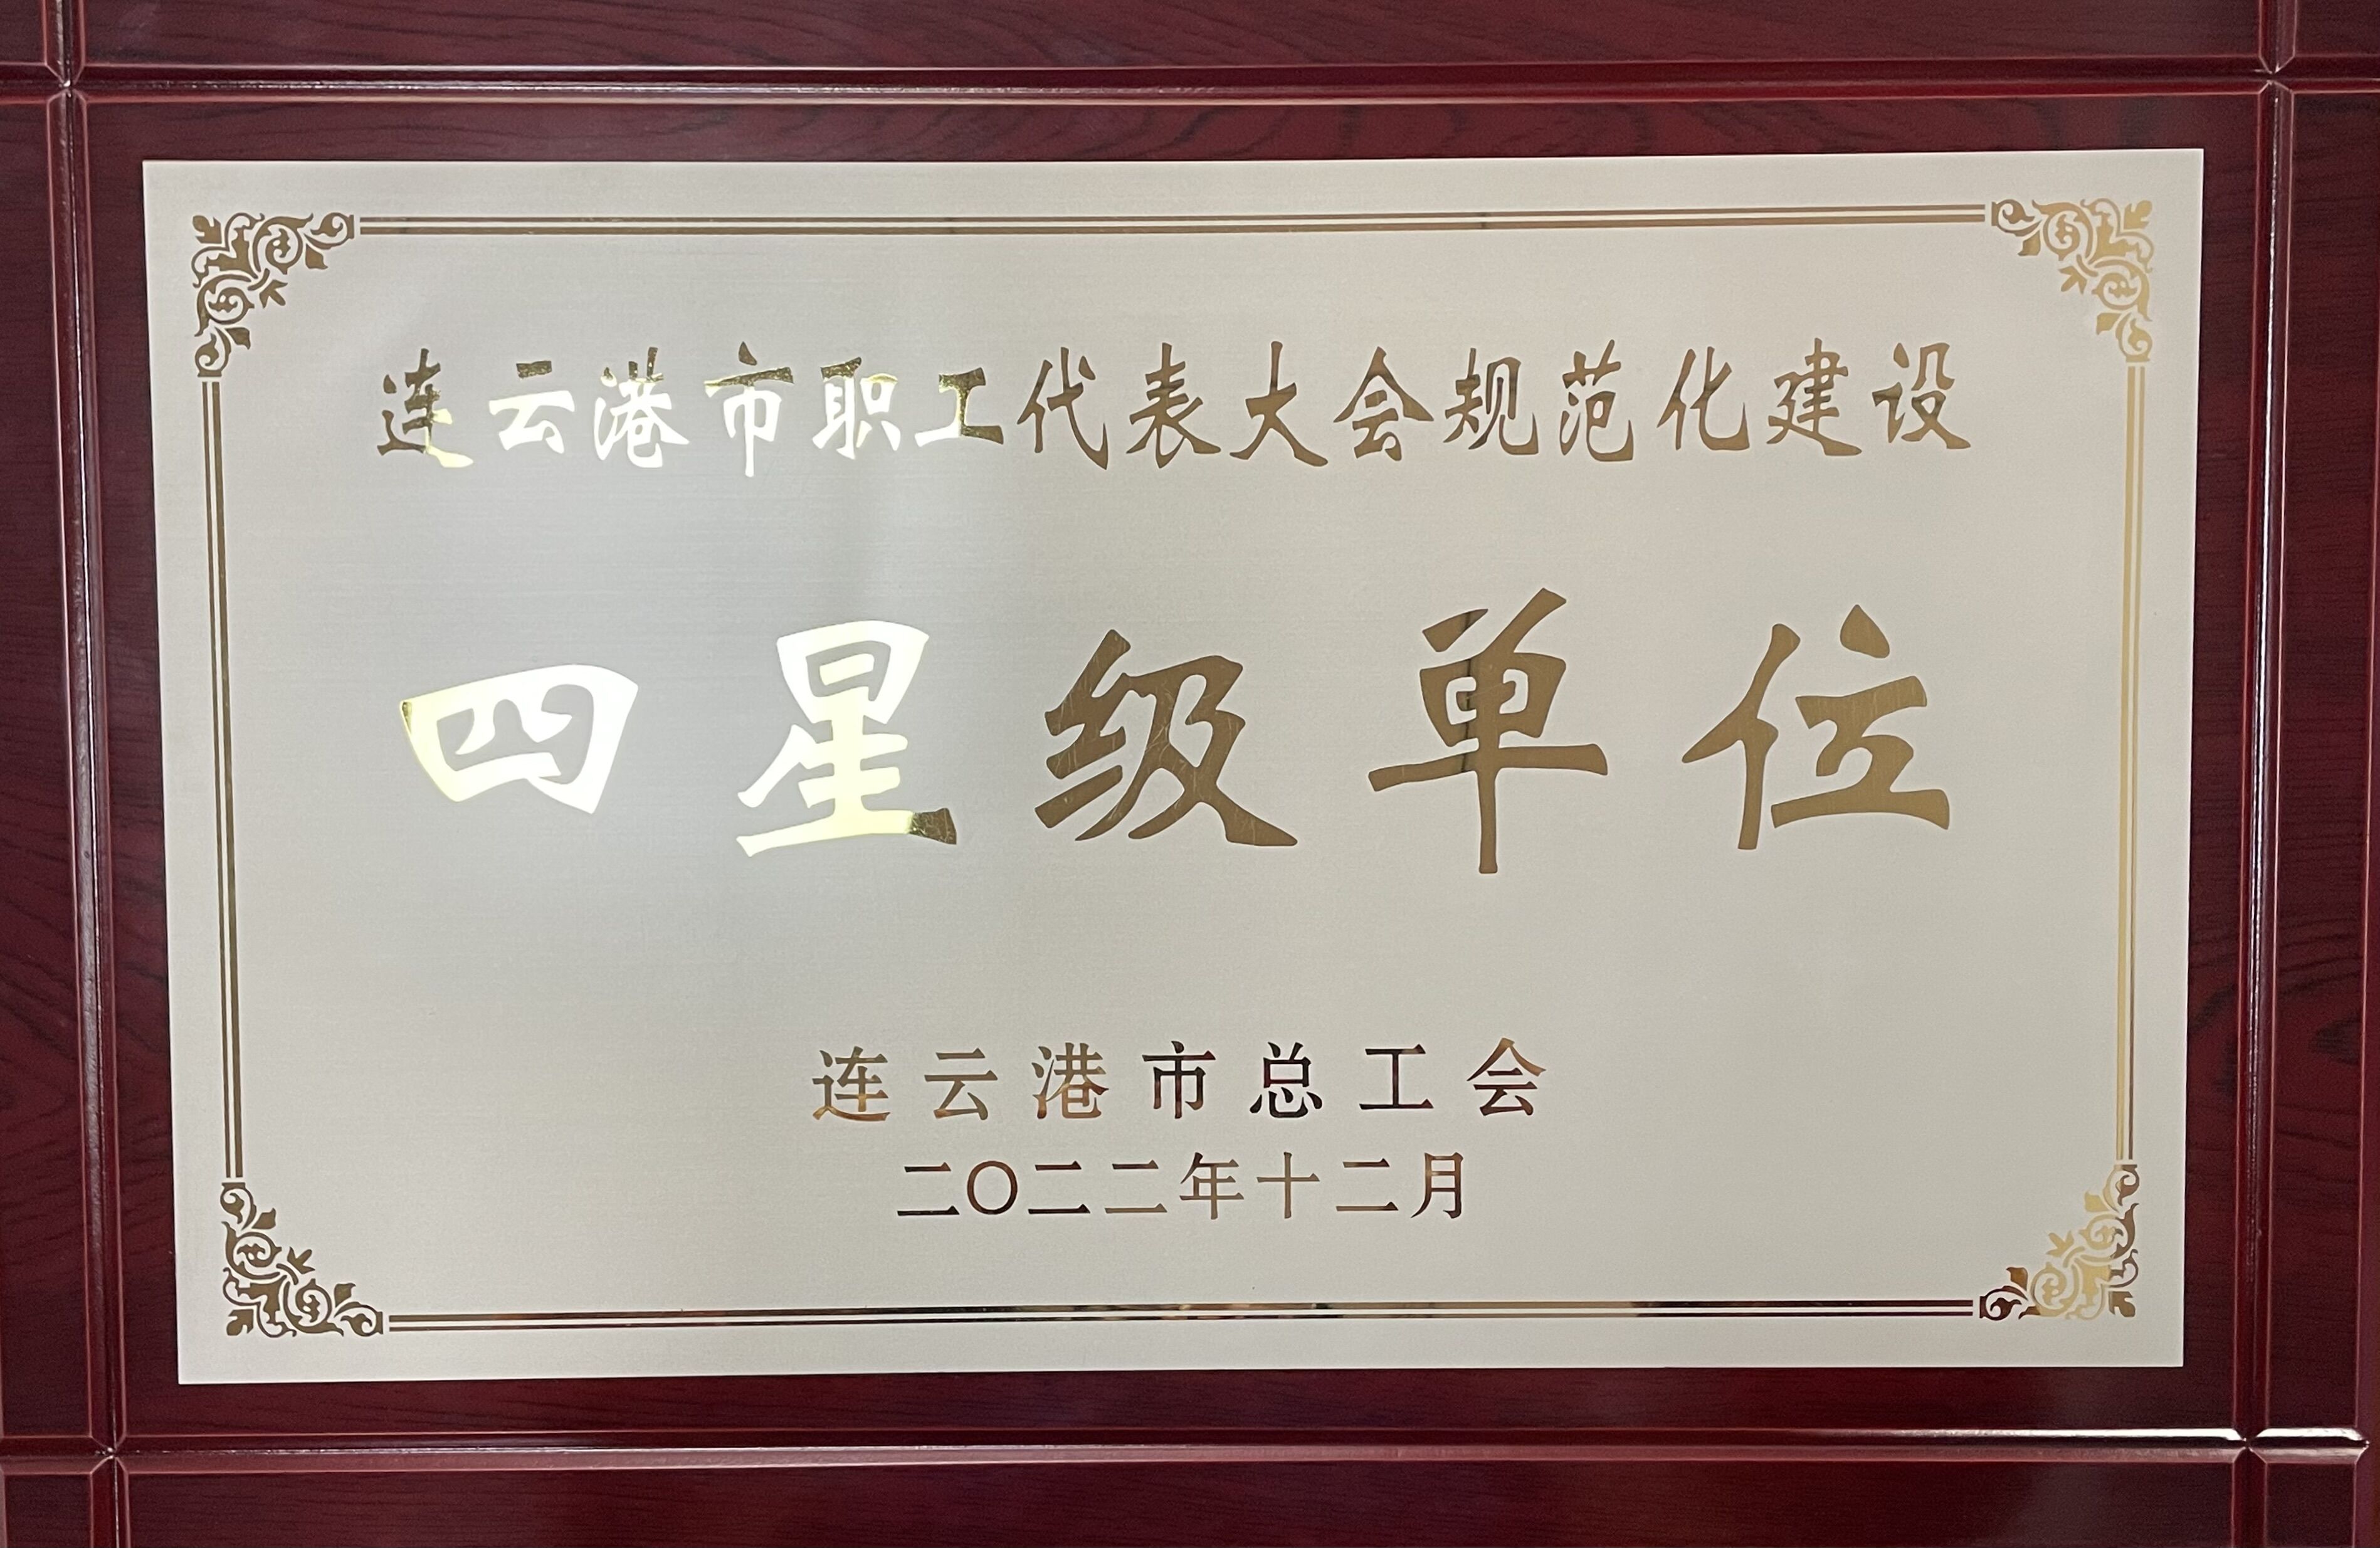 连云港市职工代表大会规范化建设
四星级单位
连云港市总工会
二〇二二年十二月